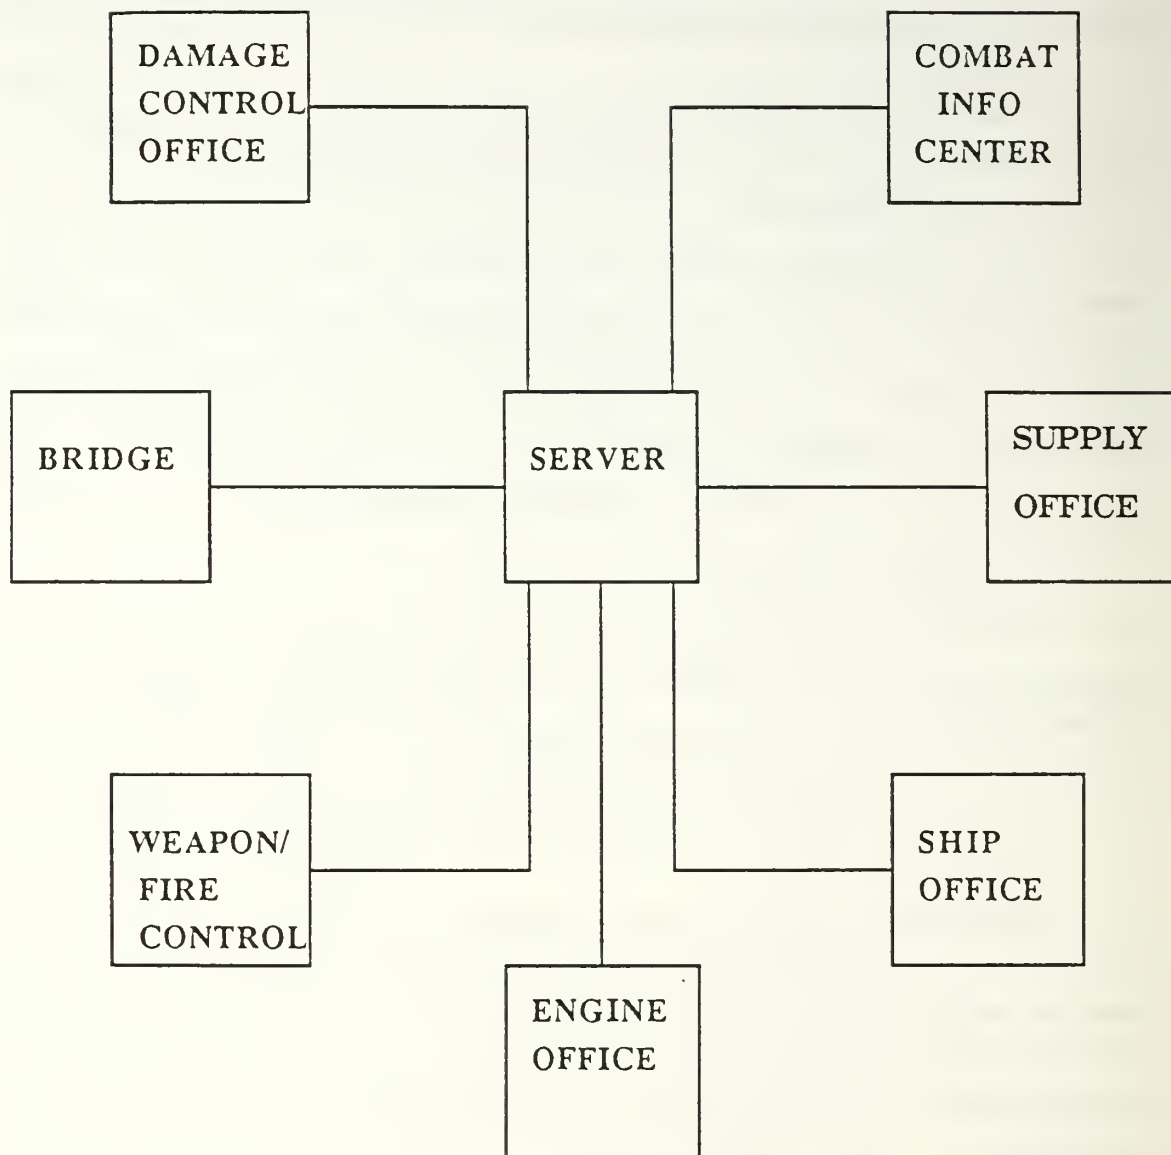 DAMAGE
CONTROL
OFFICE
COMBAT
INFO
CENTER
BRIDGE
SERVER
SUPPLY
OFFICE
WEAPON/
FIRE
CONTROL
SHIP
OFFICE
ENGINE
OFFICE